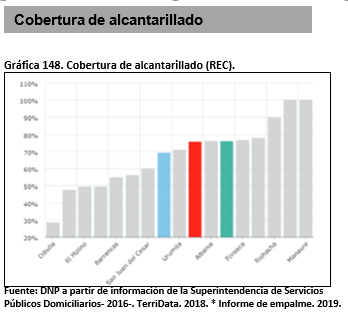 Cobertura de alcantarillado
Gráfica 148. Cobertura de alcantarillado (REC).
110%
100%
90%
80%
70%
60%
50%
40%
30%
20%
Dibulla
El Molino
Barrancas
San Juan del Cesar
Urumita
Albania
Fonseca
Riohacha
Manaure
Fuente: DNP a partir de información de la Superintendencia de Servicios
Públicos Domiciliarios- 2016-. TerriData. 2018. * Informe de empalme. 2019.